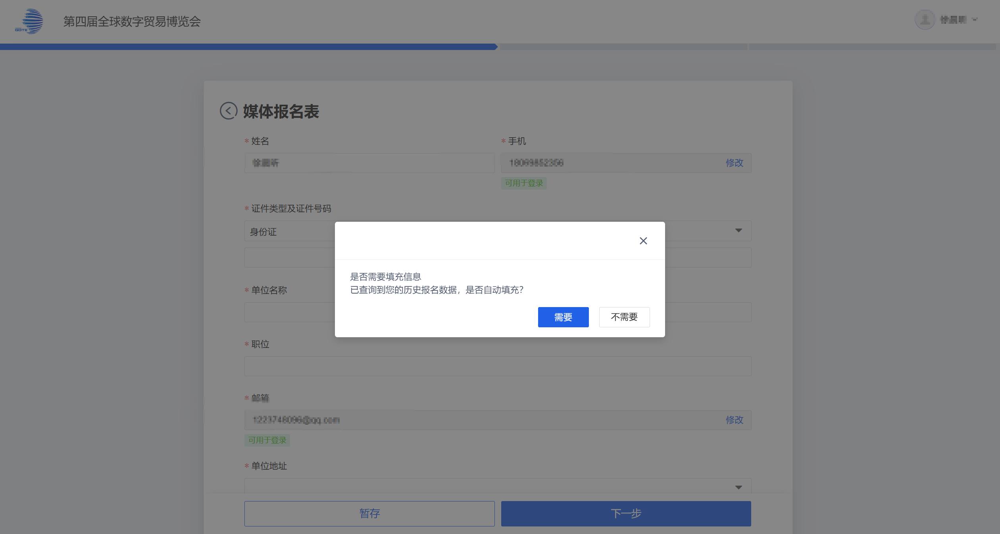 GDTE
第四届全球数字贸易博览会
媒体报名表
* 姓名
* 手机
修改
可用于登录
* 证件类型及证件号码
身份证
是否需要填充信息
已查询到您的历史报名数据，是否自动填充？
需要
不需要
* 单位名称
* 职位
* 邮箱
修改
可用于登录
* 单位地址
暂存
下一步